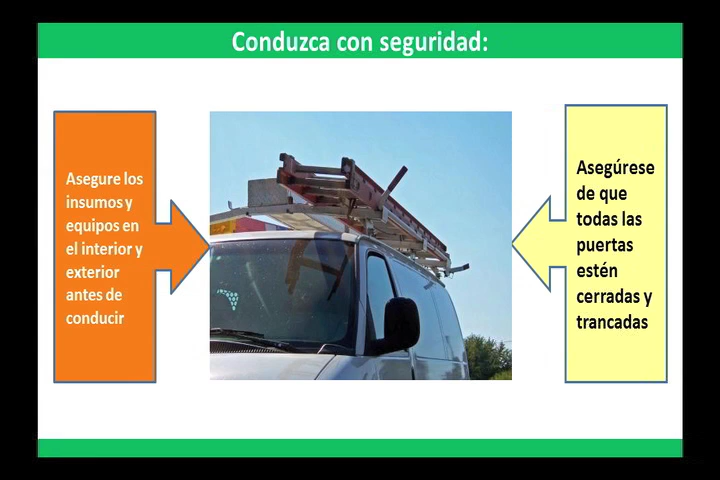 Conduzca con seguridad:
Asegure los
insumos y
equipos en
el interior y
exterior
antes de
conducir
Asegúrese
de que
todas las
puertas
estén
cerradas y
trancadas